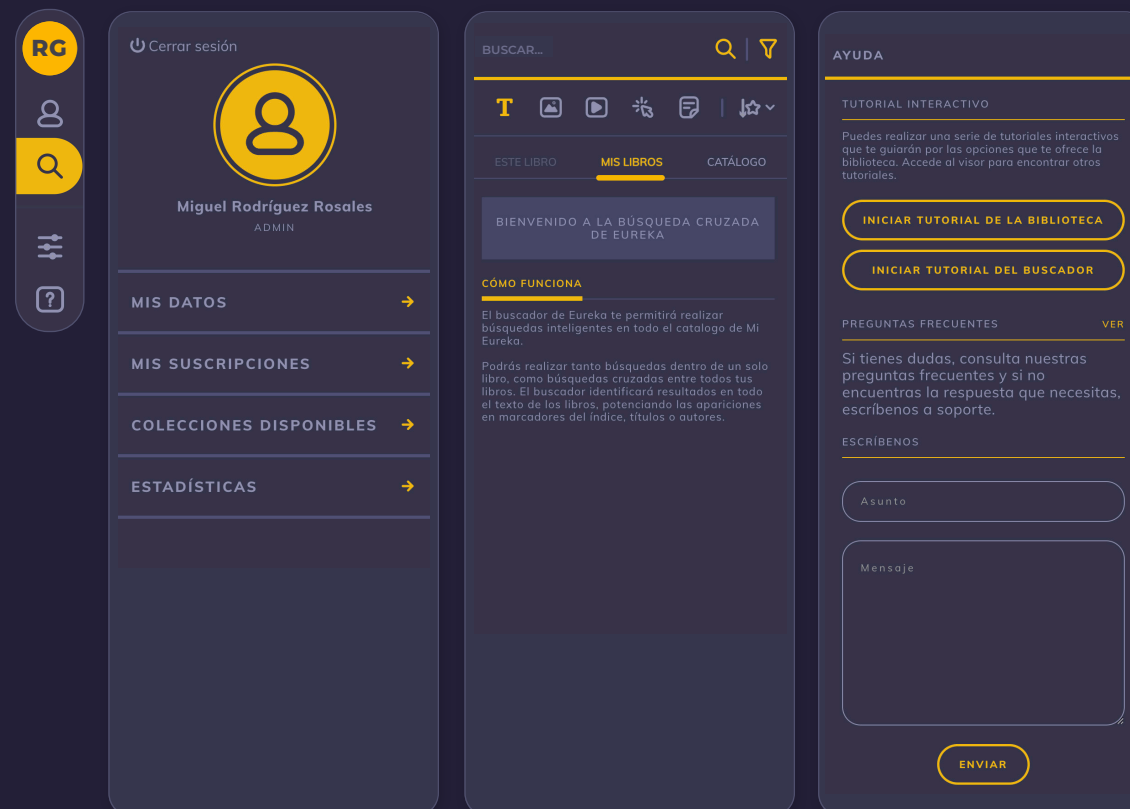 RG
Cerrar sesión
Miguel Rodríguez Rosales
ADMIN
MIS DATOS
MIS SUSCRIPCIONES
COLECCIONES DISPONIBLES
ESTADÍSTICAS
BUSCAR...
T
ESTE LIBRO MIS LIBROS CATÁLOGO
BIENVENIDO A LA BÚSQUEDA CRUZADA
DE EUREKA
CÓMO FUNCIONA
El buscador de Eureka te permitirá realizar
búsquedas inteligentes en todo el catalogo de Mi
Eureka.
Podrás realizar tanto búsquedas dentro de un solo
libro, como búsquedas cruzadas entre todos tus
libros. El buscador identificará resultados en todo
el texto de los libros, potenciando las apariciones
en marcadores del índice, títulos o autores.
AYUDA
TUTORIAL INTERACTIVO
Puedes realizar una serie de tutoriales interactivos
que te guiarán por las opciones que te ofrece la
biblioteca. Accede al visor para encontrar otros
tutoriales.
INICIAR TUTORIAL DE LA BIBLIOTECA
INICIAR TUTORIAL DEL BUSCADOR
PREGUNTAS FRECUENTES VER
Si tienes dudas, consulta nuestras
preguntas frecuentes y si no
encuentras la respuesta que necesitas,
escríbenos a soporte.
ESCRÍBENOS
Asunto
Mensaje
ENVIAR